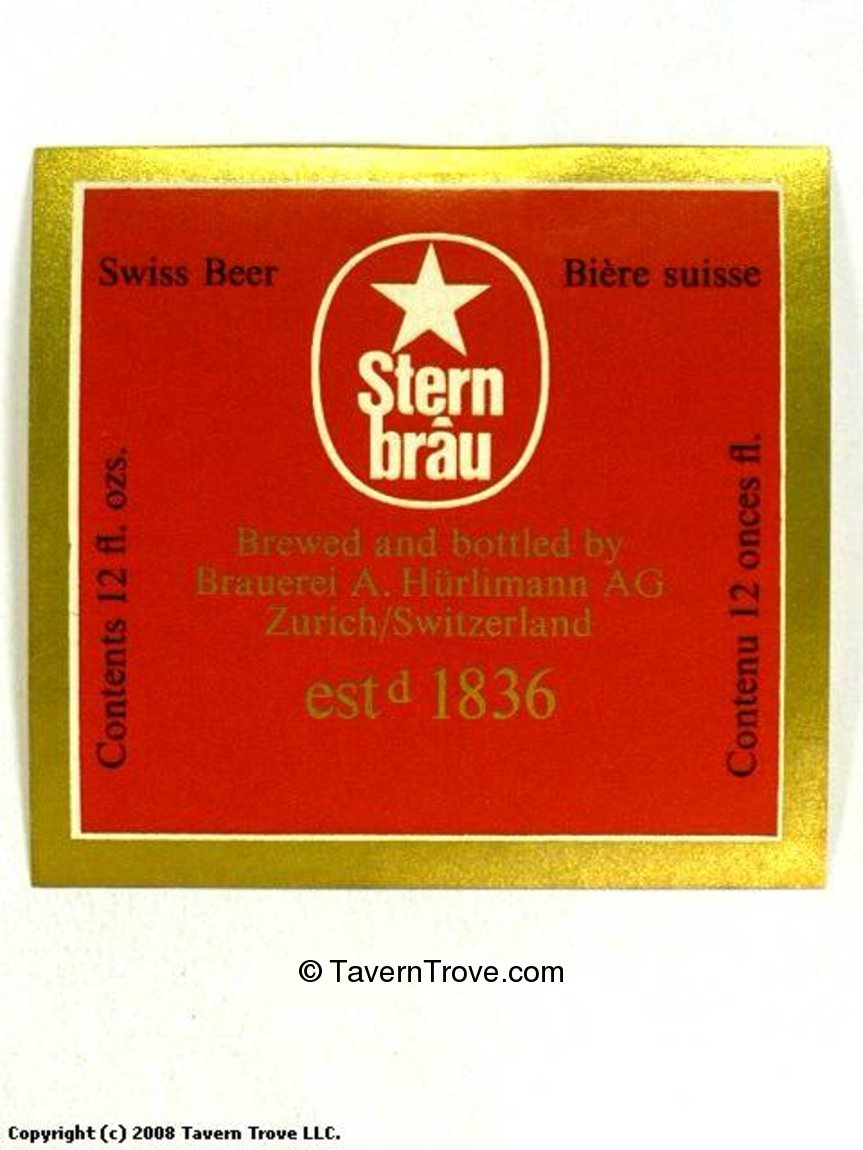 Swiss Beer
Bière suisse
Stern
bräu
Contents 12 fl. ozs.
Contenu 12 onces fl.
Brewed and bottled by
Brauerei A. Hürlimann AG
Zurich/Switzerland
estd 1836
© TavernTrove.com
Copyright (c) 2008 Tavern Trove LLC.